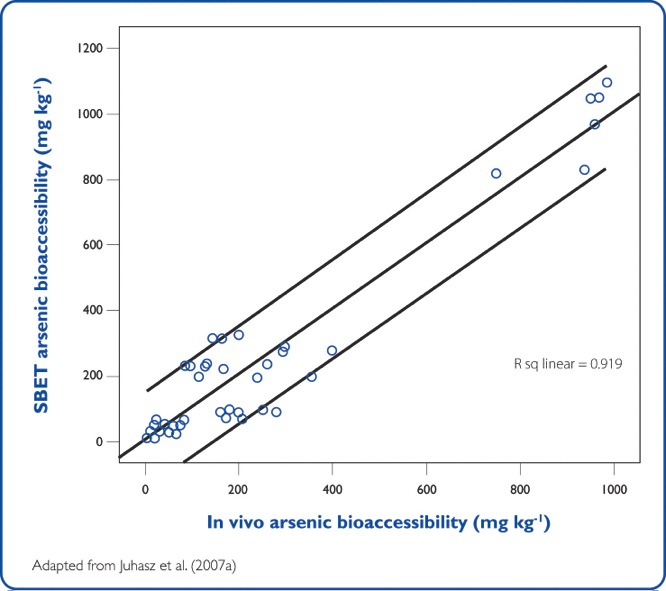 1200
1000
800
600
400
200
0
SBET arsenic bioaccessibility (mg kg-1)
R sq linear = 0.919
0 200 400 600 800 1000
In vivo arsenic bioaccessibility (mg kg-1)
Adapted from Juhasz et al. (2007a)